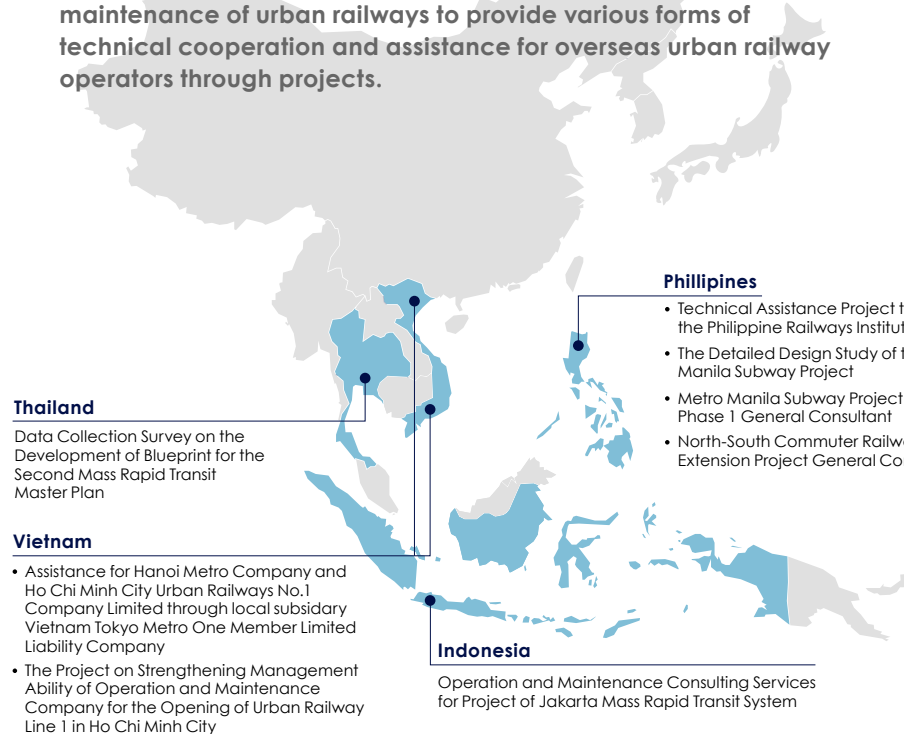 maintenance of urban railways to provide various forms of
technical cooperation and assistance for overseas urban railway
operators through projects.
Phillipines
• Technical Assistance Project
the Philippine Railways
• The Detailed Design Study of
Manila Subway Project
• Metro Manila Subway Project
Phase 1 General Consultant
• North-South Commuter
Extension Project General
Thailand
Data Collection Survey on the
Development of Blueprint for the
Second Mass Rapid Transit
Master Plan
Vietnam
• Assistance for Hanoi Metro Company and
Ho Chi Minh City Urban Railways No.1
Company Limited through local subsidary
Vietnam Tokyo Metro One Member Limited
Liability Company
• The Project on Strengthening Management
Ability of Operation and Maintenance
Company for the Opening of Urban Railway
Line 1 in Ho Chi Minh City
Indonesia
Operation and Maintenance Consulting Services
for Project of Jakarta Mass Rapid Transit System